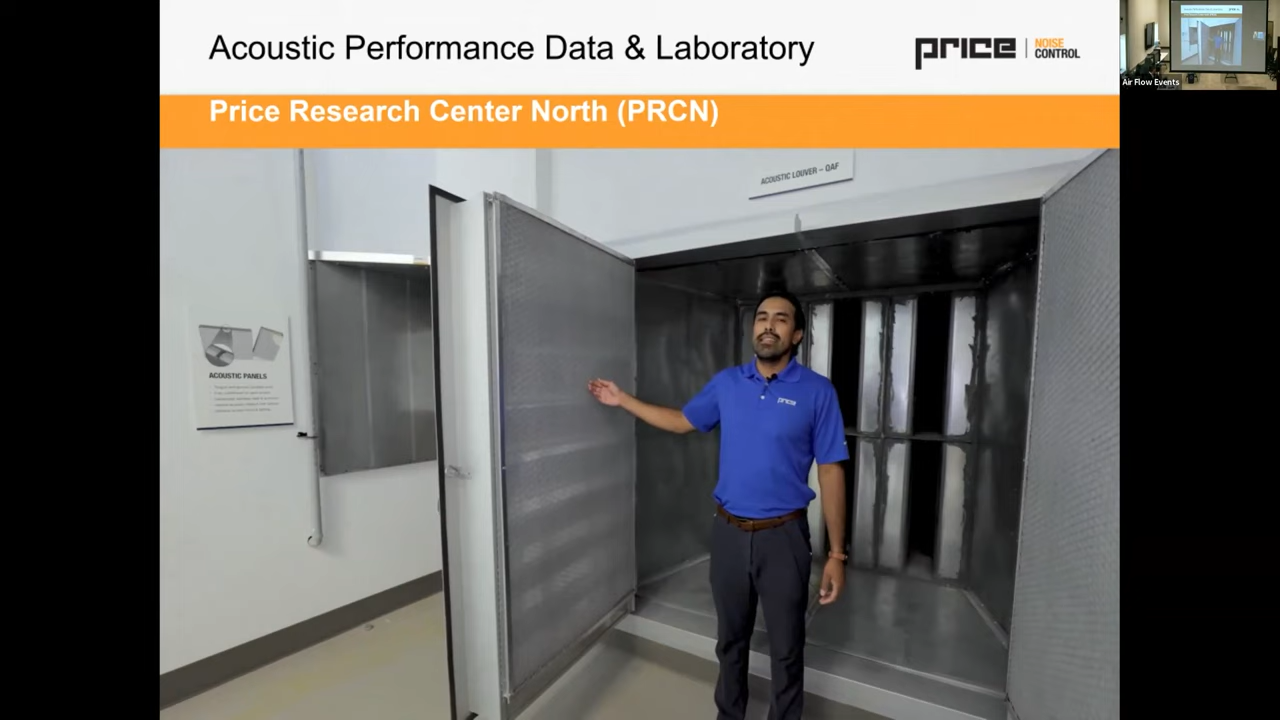 Acoustic Performance Data & Laboratory
price
NOISE
CONTROL
Air Flow Events
Price Research Center North (PRCN)
ACOUSTIC LOUVER – QAF
ACOUSTIC PANELS
price